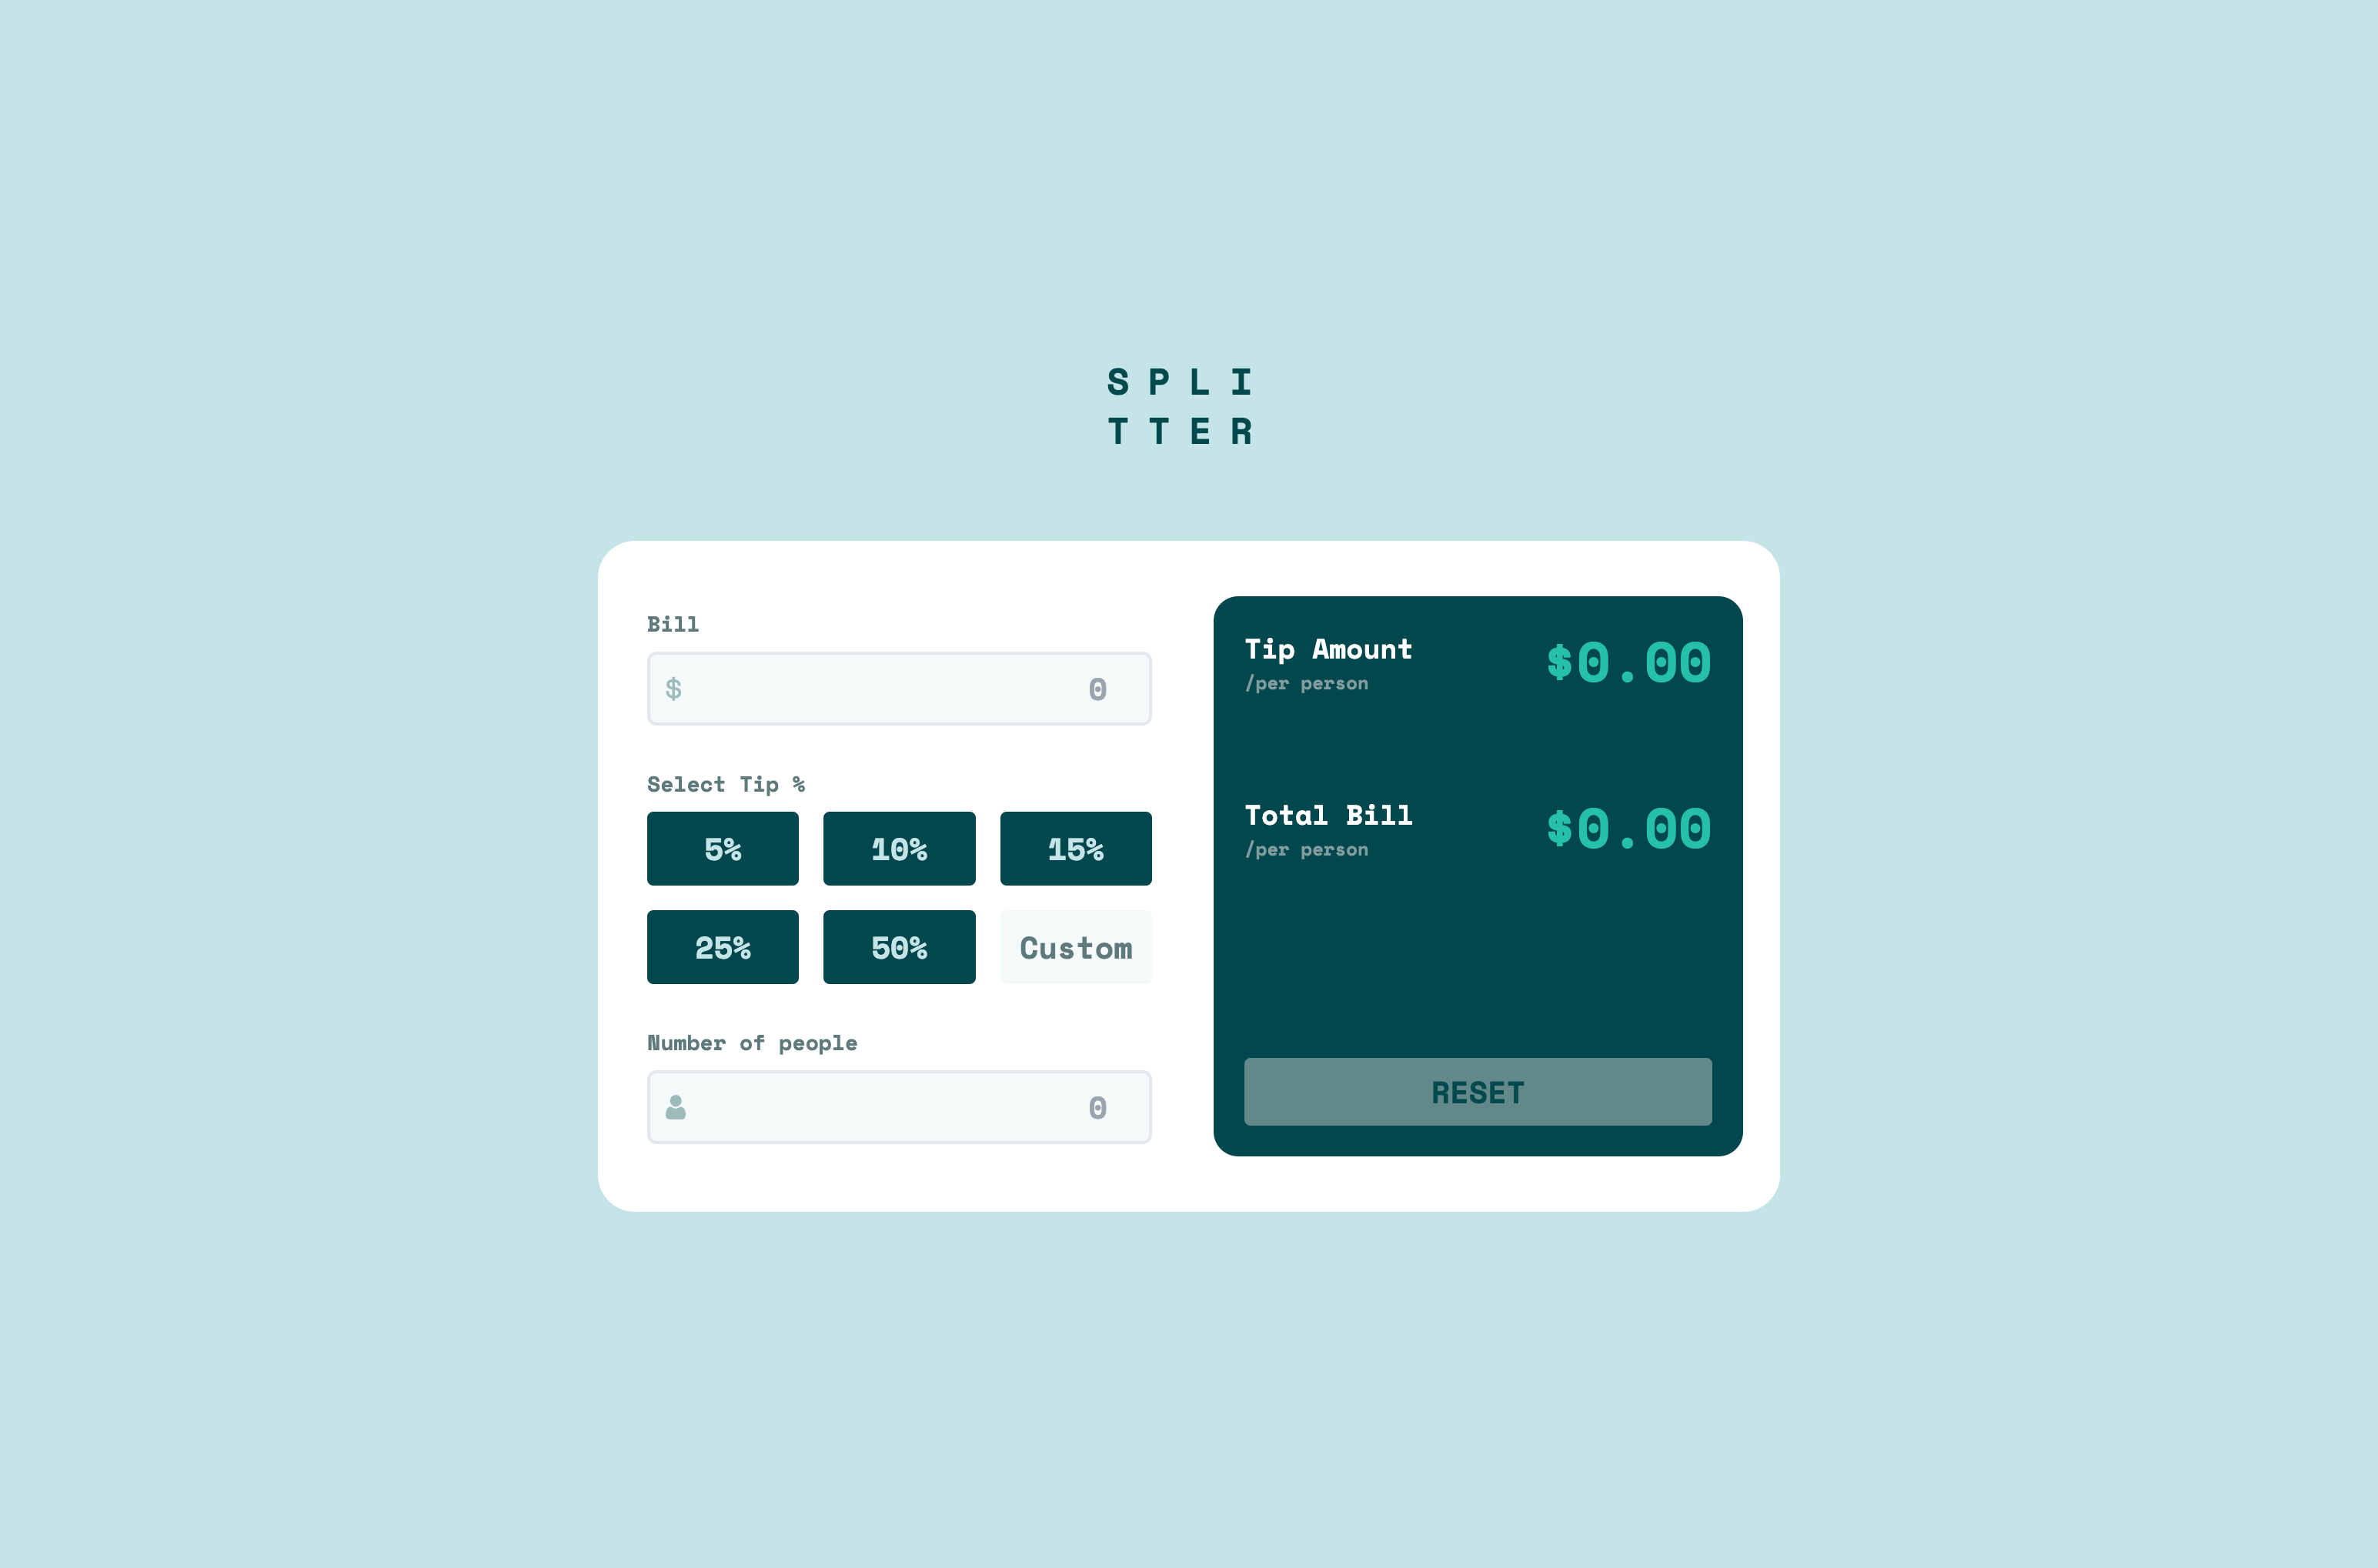 S P L I
T T E R
Bill
$ 0
Select Tip %
5% 10% 15%
25% 50% Custom
Number of people
0
Tip Amount
/per person
$0.00
Total Bill
/per person
$0.00
RESET